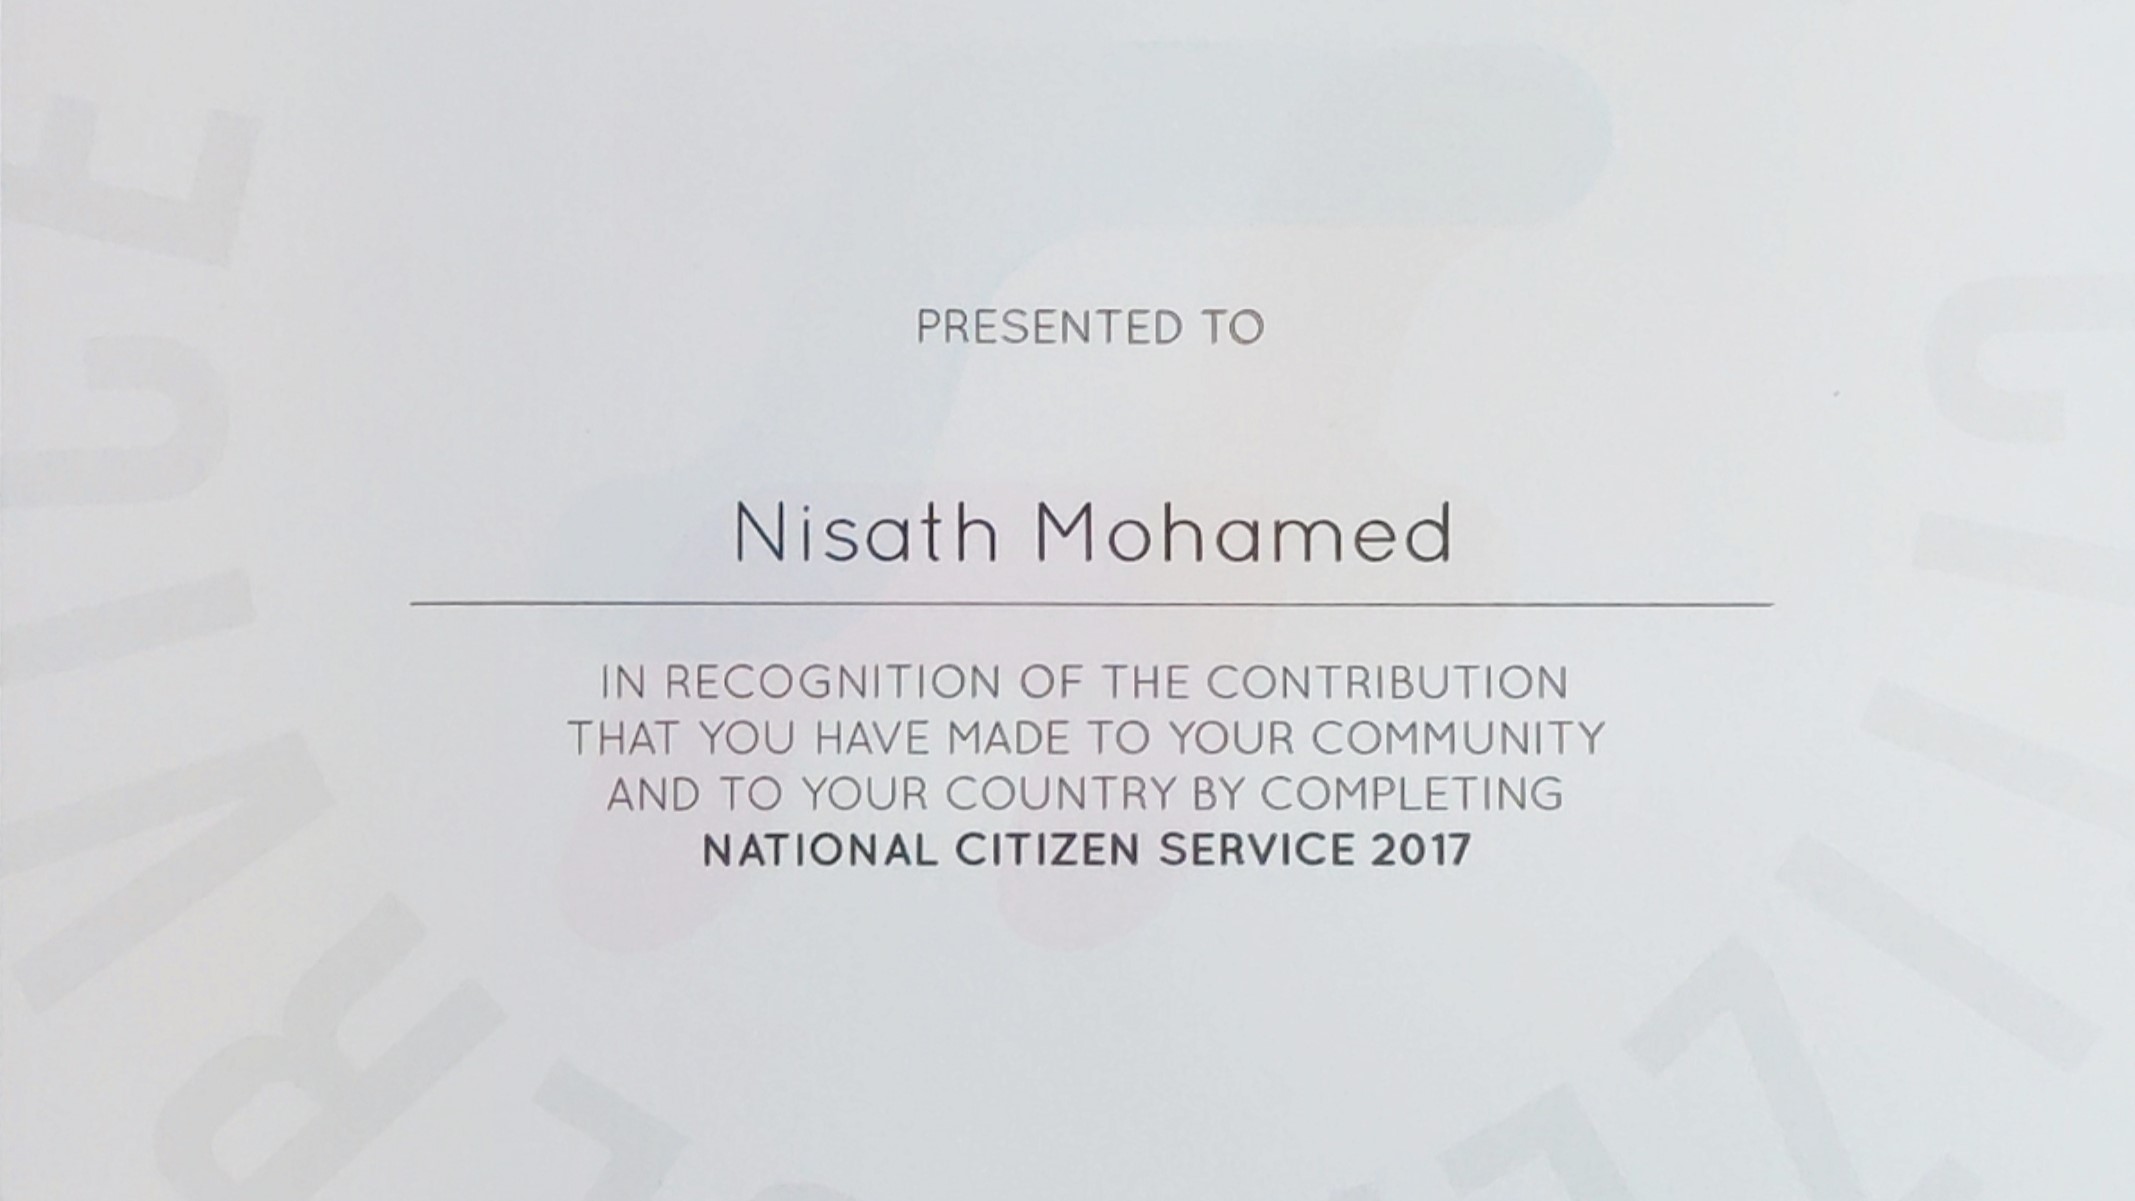 PRESENTED TO
Nisath Mohamed
IN RECOGNITION OF THE CONTRIBUTION
THAT YOU HAVE MADE TO YOUR COMMUNITY
AND TO YOUR COUNTRY BY COMPLETING
NATIONAL CITIZEN SERVICE 2017